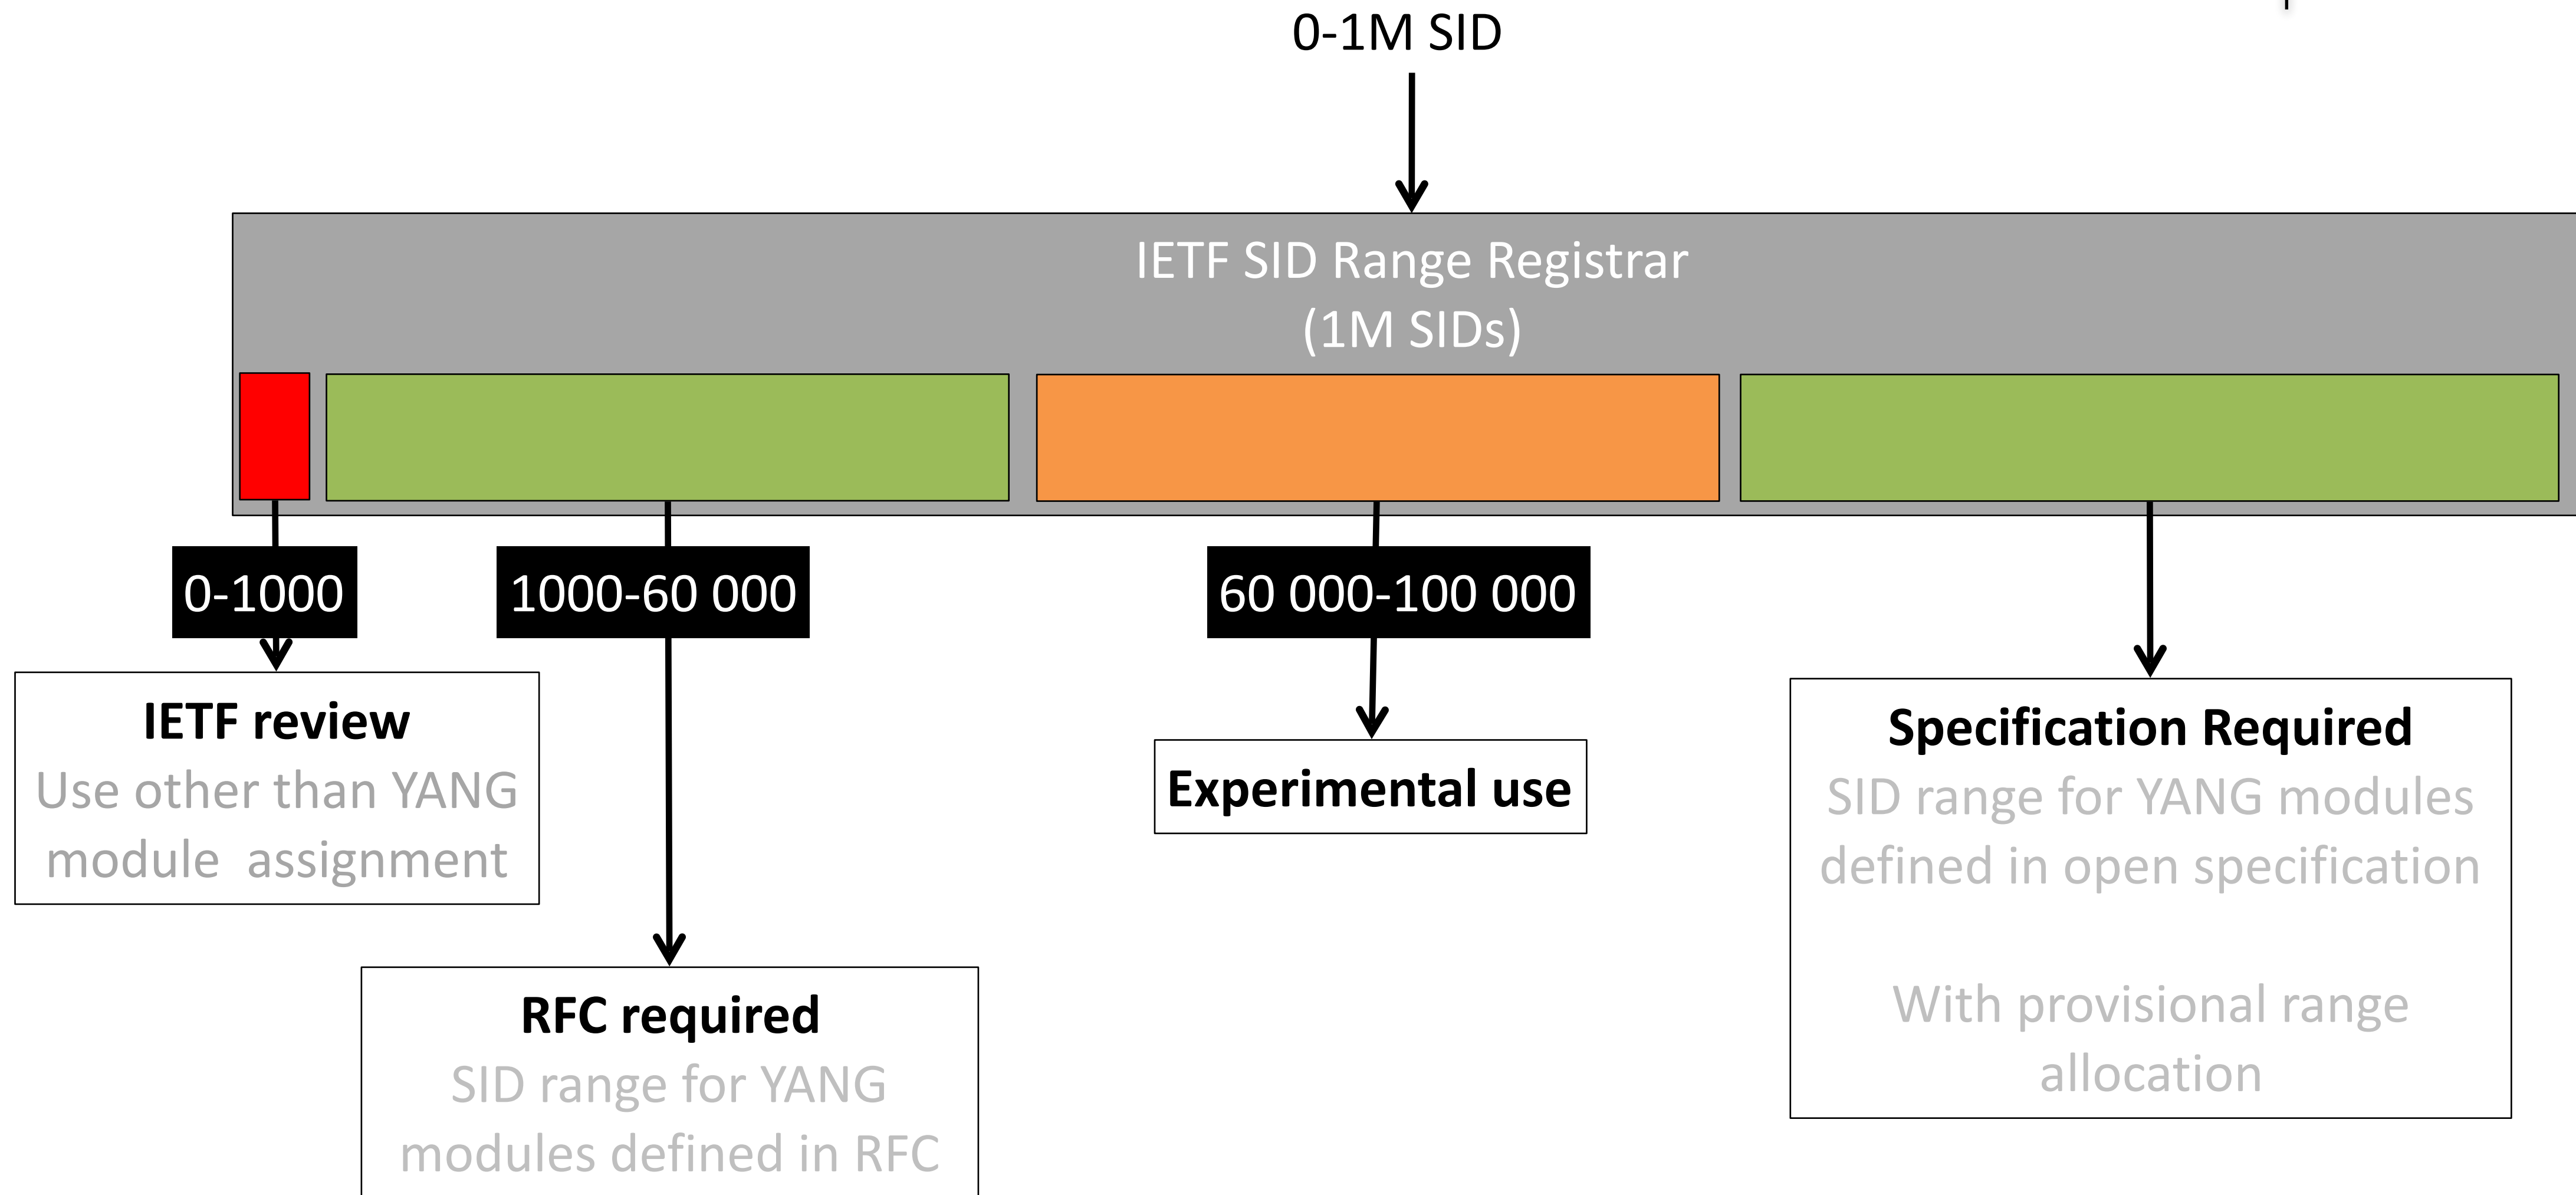 0-1M SID
IETF SID Range Registrar
(1M SIDs)
0-1000
1000-60 000
60 000-100 000
IETF review
Use other than YANG
module  assignment
Experimental use
Specification Required
SID range for YANG modules
defined in open specification
With provisional range
allocation
RFC required
SID range for YANG
modules defined in RFC